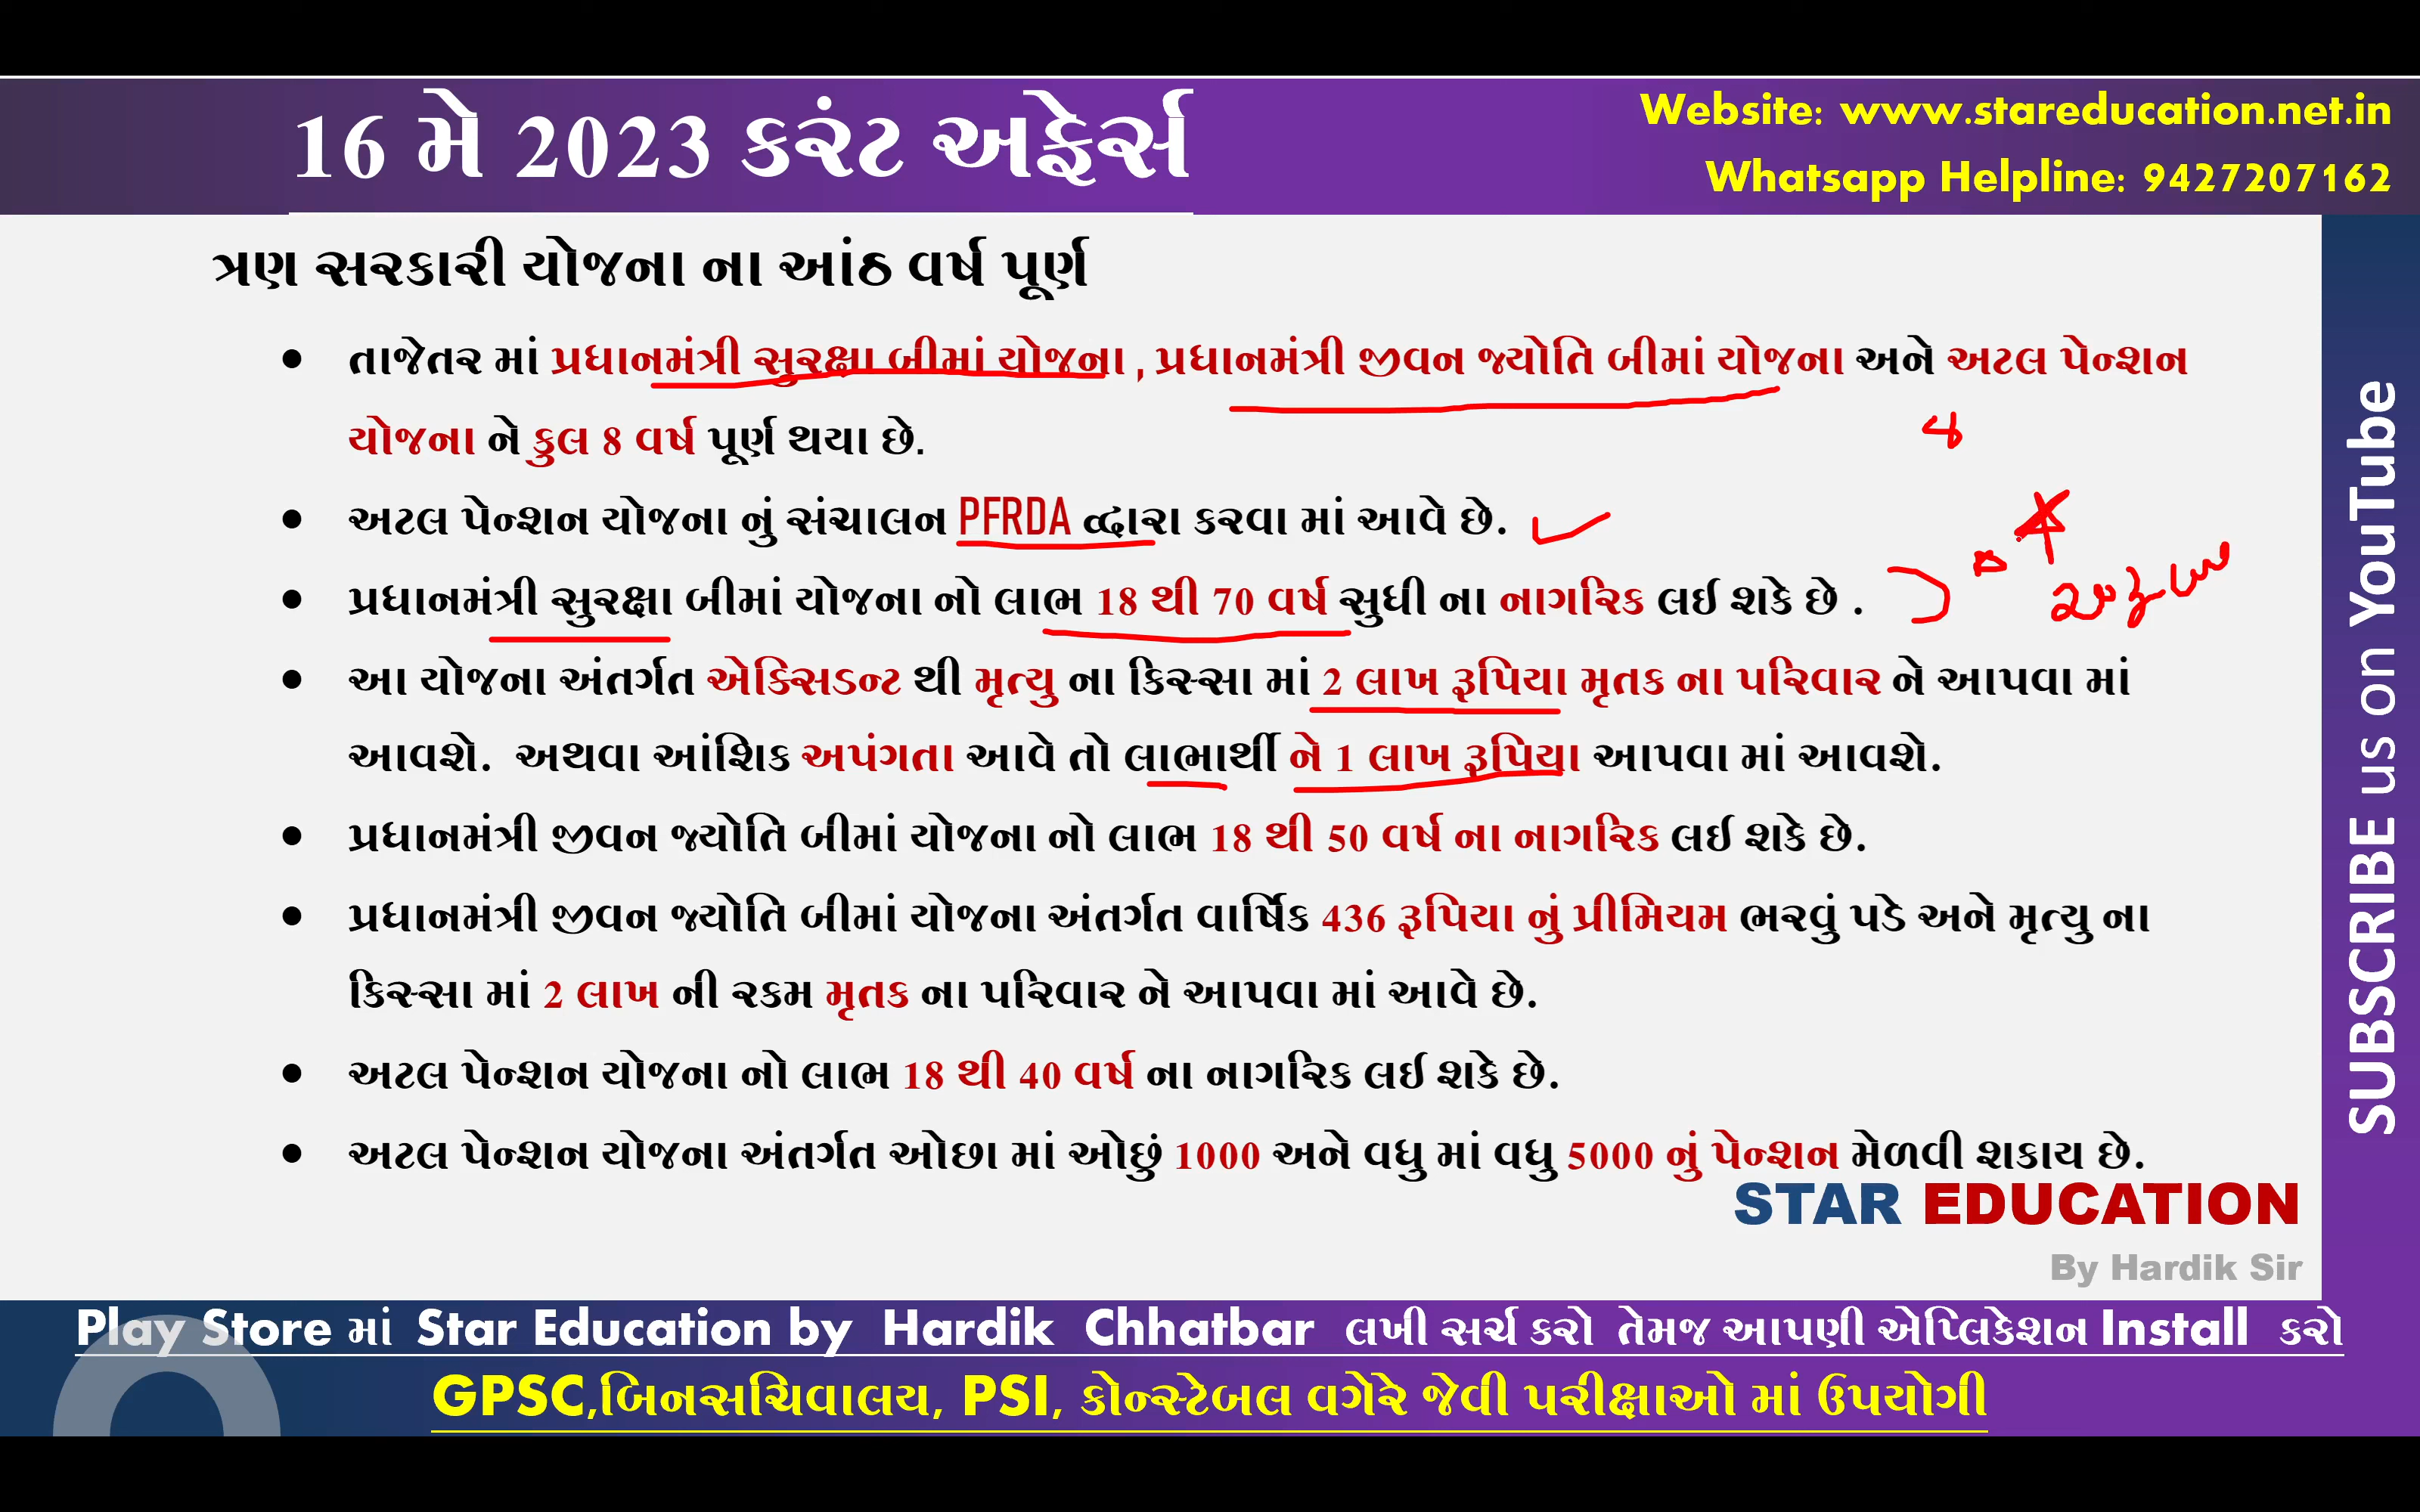 16 મે 2023 કરંટ અફેર્સ
Website: www.stareducation.net.in
Whatsapp Helpline: 9427207162
ત્રણ સરકારી યોજના ના આંઠ વર્ષ પૂર્ણ
• તાજેતર માં પ્રધાનમંત્રી સુરક્ષા બીમાં યોજના , પ્રધાનમંત્રી જીવન જ્યોતિ બીમાં યોજના અને અટલ પેન્શન
યોજના ને કુલ 8 વર્ષ પૂર્ણ થયા છે.
• અટલ પેન્શન યોજના નું સંચાલન PFRDA વ્દ્વારા કરવા માં આવે છે.
• પ્રધાનમંત્રી સુરક્ષા બીમાં યોજના નો લાભ 18 થી 70 વર્ષ સુધી ના નાગરિક લઈ શકે છે .
• આ યોજના અંતર્ગત એક્સિડન્ટ થી મૃત્યુ ના કિસ્સા માં 2 લાખ રૂપિયા મૃતક ના પરિવાર ને આપવા માં
આવશે. અથવા આંશિક અપંગતા આવે તો લાભાર્થી ને 1 લાખ રૂપિયા આપવા માં આવશે.
• પ્રધાનમંત્રી જીવન જ્યોતિ બીમાં યોજના નો લાભ 18 થી 50 વર્ષ ના નાગરિક લઈ શકે છે.
• પ્રધાનમંત્રી જીવન જ્યોતિ બીમાં યોજના અંતર્ગત વાર્ષિક 436 રૂપિયા નું પ્રીમિયમ ભરવું પડે અને મૃત્યુ ના
કિસ્સા માં 2 લાખ ની રકમ મૃતક ના પરિવાર ને આપવા માં આવે છે.
• અટલ પેન્શન યોજના નો લાભ 18 થી 40 વર્ષ ના નાગરિક લઈ શકે છે.
• અટલ પેન્શન યોજના અંતર્ગત ઓછા માં ઓછું 1000 અને વધુ માં વધુ 5000 નું પેન્શન મેળવી શકાય છે.
STAR EDUCATION
By Hardik Sir
SUBSCRIBE us on YouTube
Play Store માં Star Education by Hardik Chhatbar લખી સર્ચ કરો તેમજ આપણી એપ્લિકેશન Install કરો
GPSC,બિનસચિવાલય, PSI, કોન્સ્ટેબલ વગેરે જેવી પરીક્ષાઓ માં ઉપયોગી